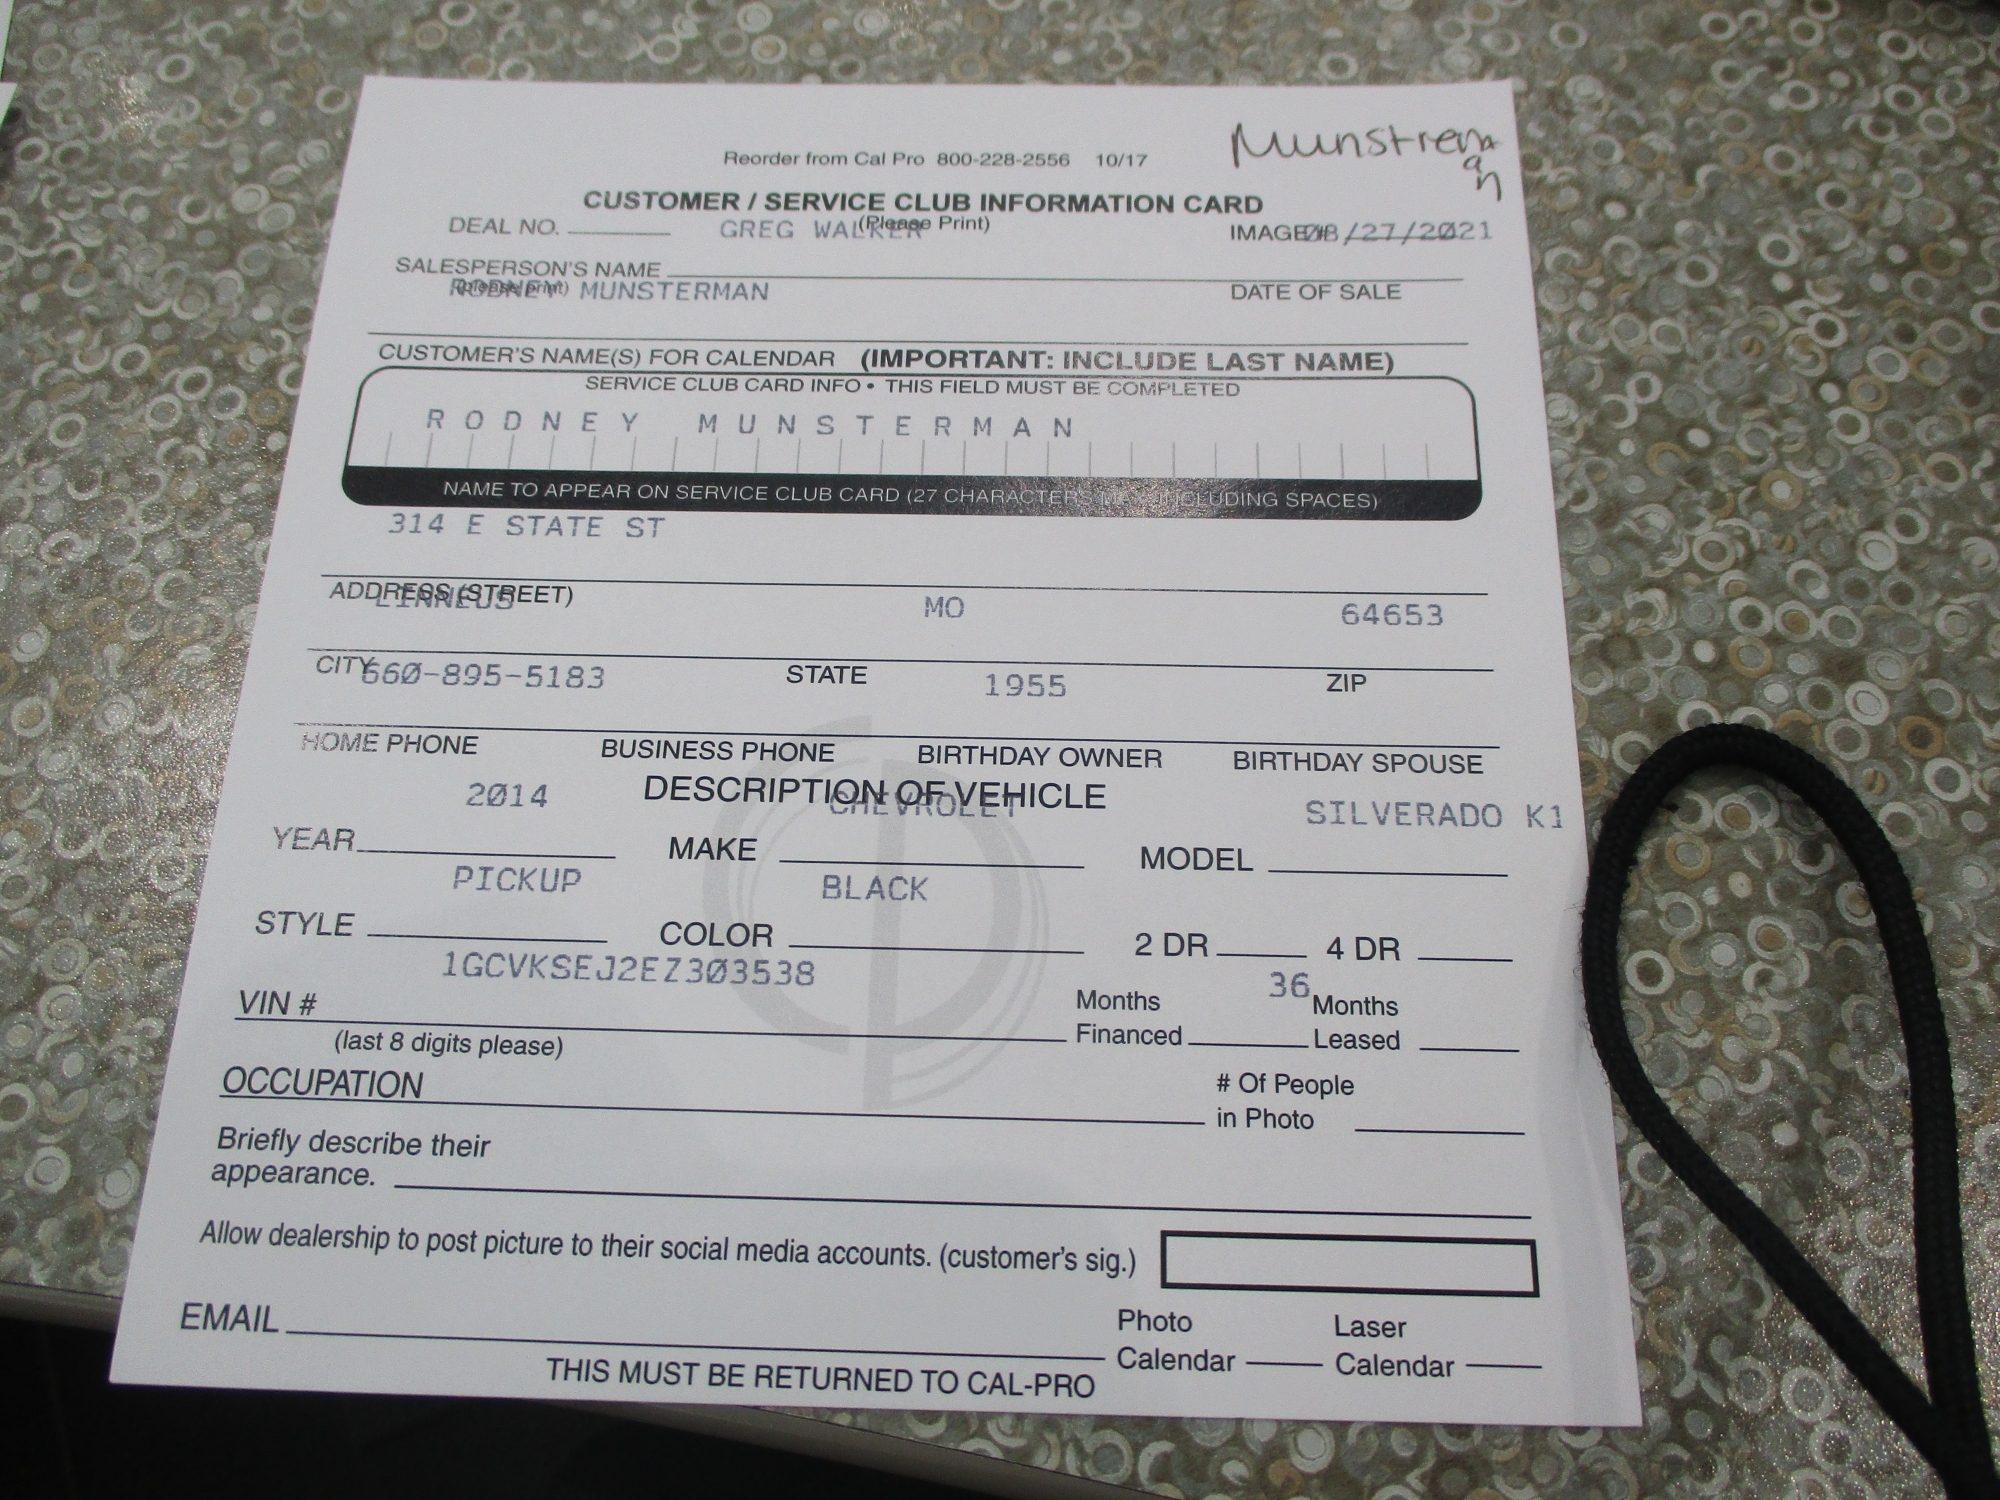 Munstreman
Reorder from Cal Pro 800-228-2556 10/17
CUSTOMER / SERVICE CLUB INFORMATION CARD
(Please Print)
DEAL NO. GREG WALKER IMAGE# 08/27/2021
SALESPERSON'S NAME
(please print) RODNEY MUNSTERMAN DATE OF SALE
CUSTOMER'S NAME(S) FOR CALENDAR (IMPORTANT: INCLUDE LAST NAME)
SERVICE CLUB CARD INFO • THIS FIELD MUST BE COMPLETED
RODNEY MUNSTERMAN
NAME TO APPEAR ON SERVICE CLUB CARD (27 CHARACTERS MAX INCLUDING SPACES)
314 E STATE ST
ADDRESS (STREET)
LINNEUS MO 64653
CITY STATE ZIP
660-895-5183 1955
HOME PHONE BUSINESS PHONE BIRTHDAY OWNER BIRTHDAY SPOUSE
DESCRIPTION OF VEHICLE
2014 CHEVROLET SILVERADO K1
YEAR MAKE MODEL
PICKUP BLACK
STYLE COLOR 2 DR 4 DR
1GCVKSEJ2EZ303538 36
VIN # Months Financed Months Leased
(last 8 digits please)
OCCUPATION # Of People in Photo
Briefly describe their
appearance.
Allow dealership to post picture to their social media accounts. (customer's sig.)
EMAIL Photo Calendar Laser Calendar
THIS MUST BE RETURNED TO CAL-PRO